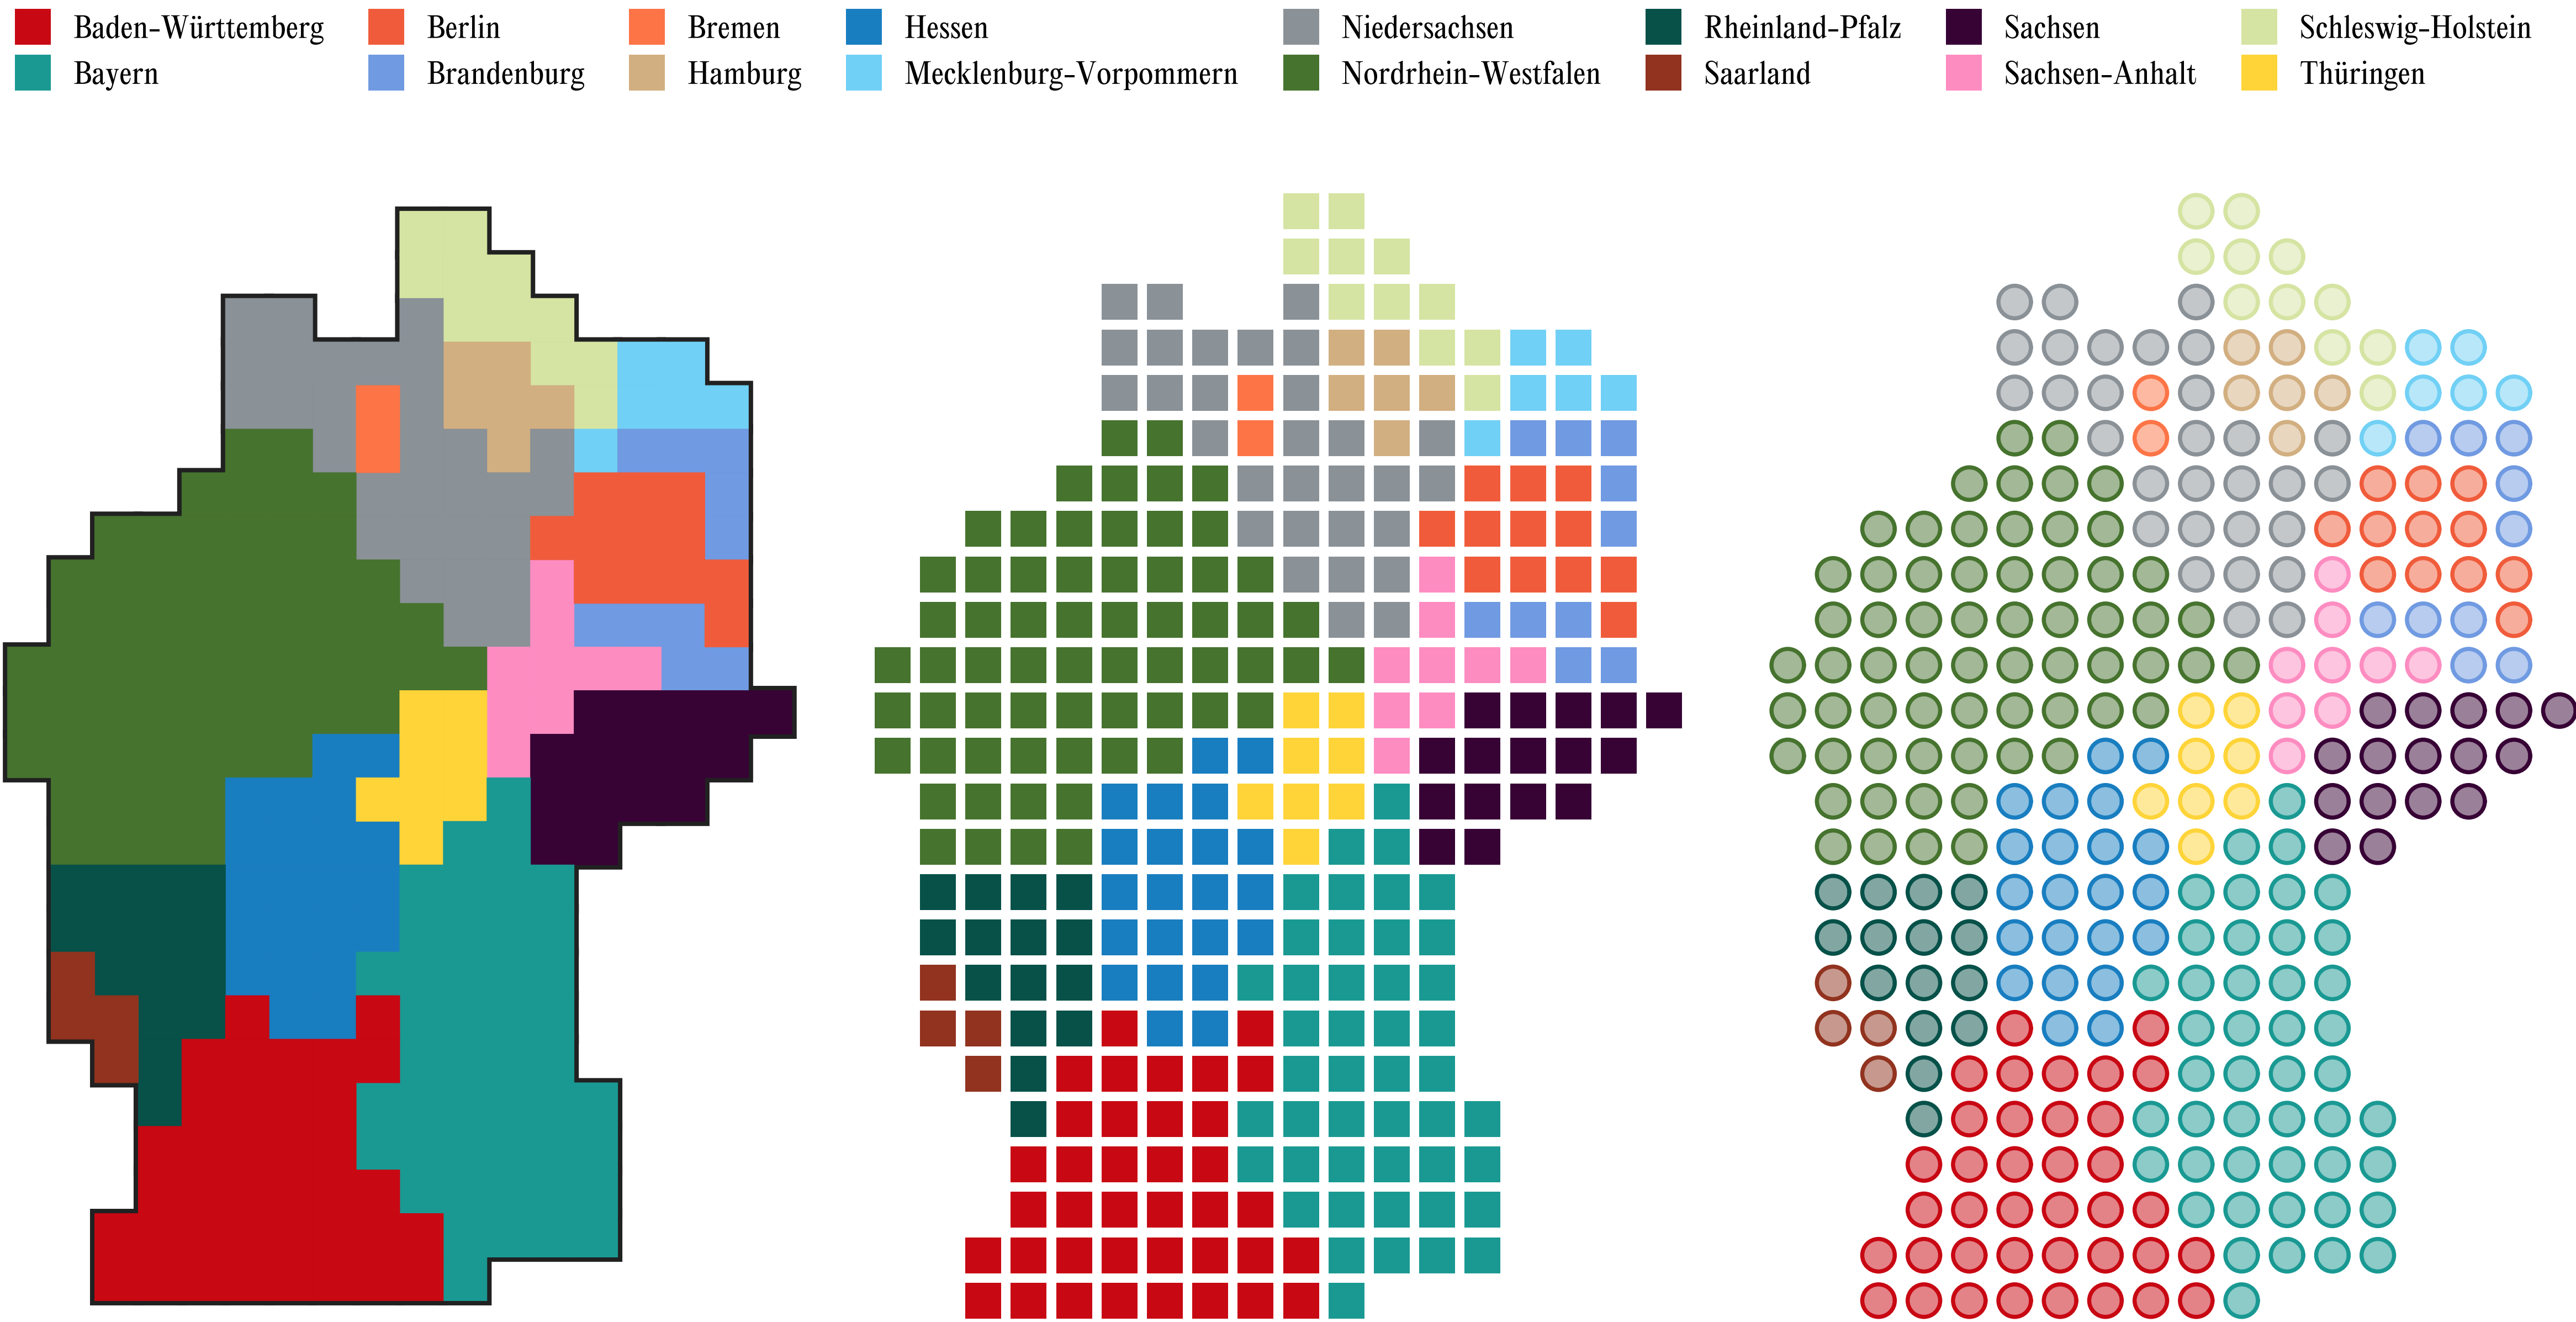 Baden-Württemberg Berlin Bremen Hessen Niedersachsen Rheinland-Pfalz Sachsen Schleswig-Holstein
Bayern Brandenburg Hamburg Mecklenburg-Vorpommern Nordrhein-Westfalen Saarland Sachsen-Anhalt Thüringen